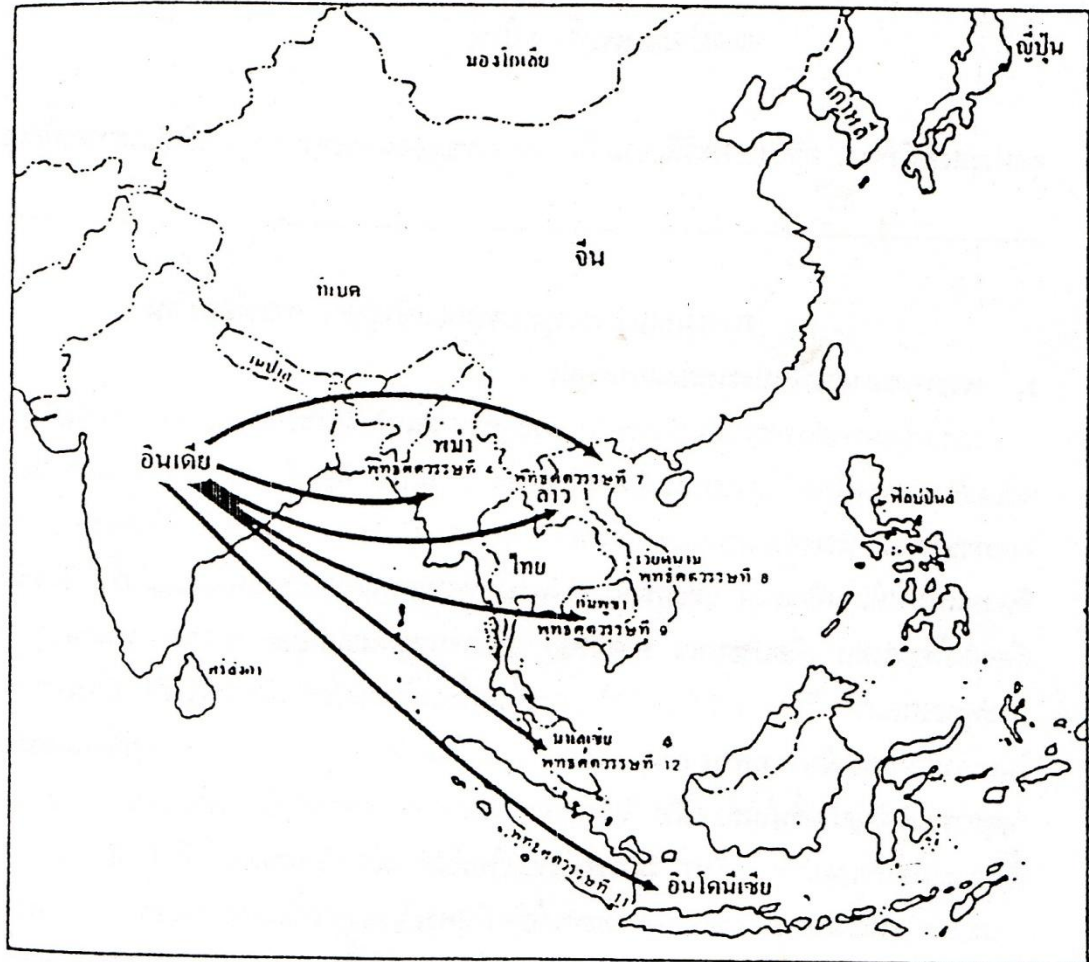 มองโกเลีย
ญี่ปุ่น
เกาหลี
จีน
ทิเบต
เนปาล
พม่า
พุทธศตวรรษที่ 4
อินเดีย
พุทธศตวรรษที่ 7
ลาว
ฟิลิปปินส์
ไทย
เวียดนาม
พุทธศตวรรษที่ 8
กัมพูชา
พุทธศตวรรษที่ 9
ศรีลังกา
มาเลเซีย
พุทธศตวรรษที่ 12
พุทธศตวรรษที่ 11
อินโดนีเซีย